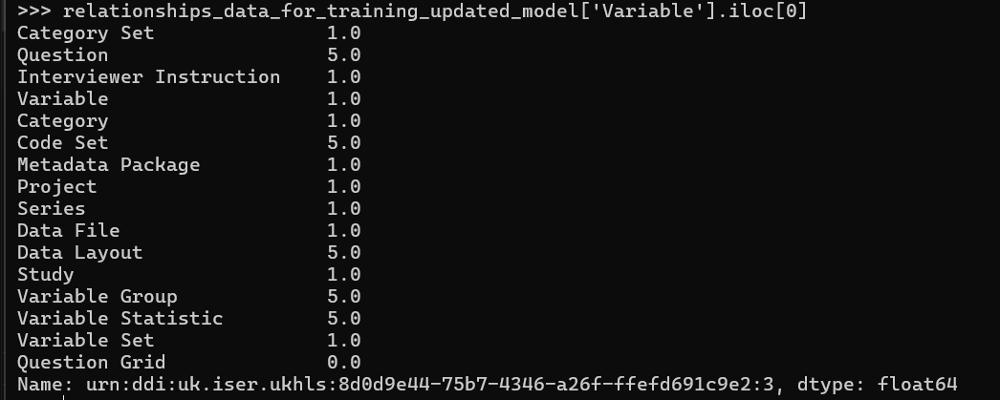 >>> relationships_data_for_training_updated_model['Variable'].iloc[0]
Category Set 1.0
Question 5.0
Interviewer Instruction 1.0
Variable 1.0
Category 1.0
Code Set 5.0
Metadata Package 1.0
Project 1.0
Series 1.0
Data File 1.0
Data Layout 5.0
Study 1.0
Variable Group 5.0
Variable Statistic 5.0
Variable Set 1.0
Question Grid 0.0
Name: urn:ddi:uk.iser.ukhls:8d0d9e44-75b7-4346-a26f-ffefd691c9e2:3, dtype: float64